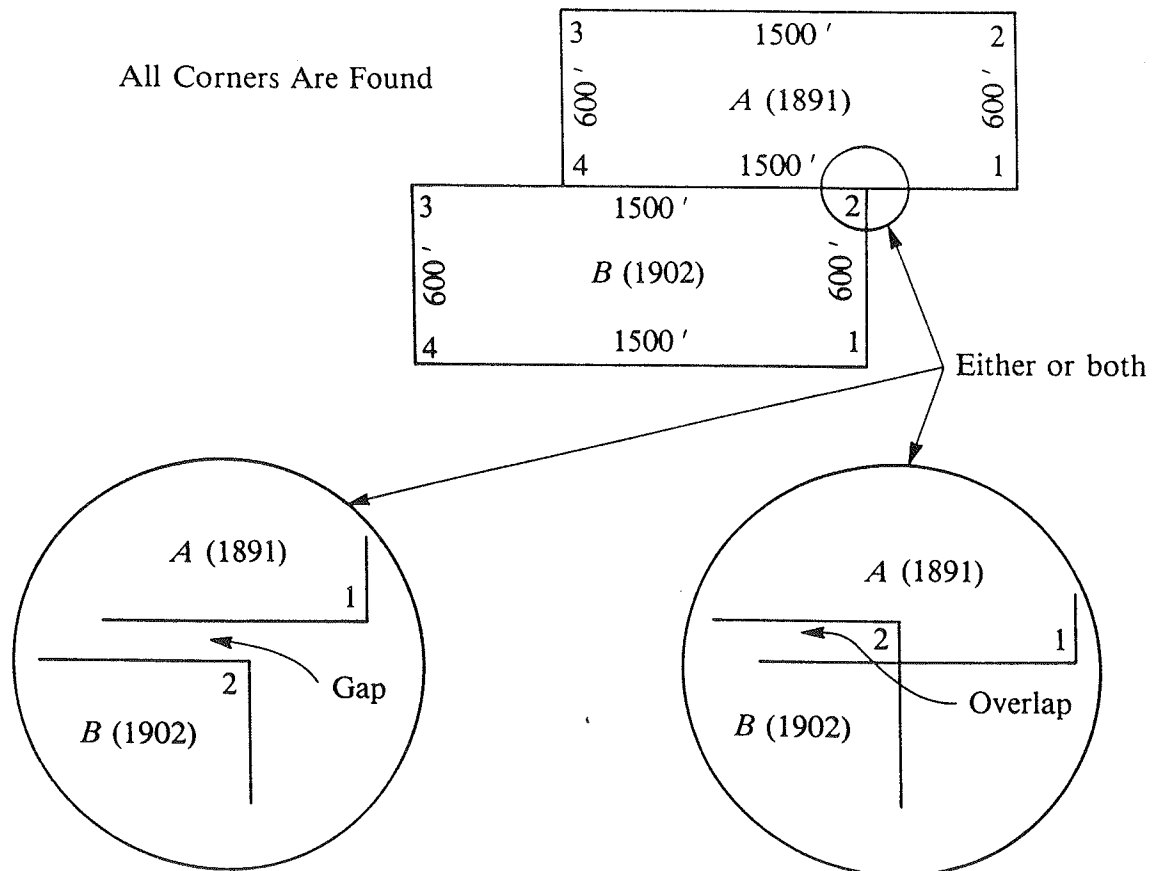 All Corners Are Found
3 1500 ' 2
600 ' A (1891) 600 '
4 1500 ' 1
3 1500 ' 2
600 ' B (1902) 600 '
4 1500 ' 1
Either or both
A (1891)
1
2
Gap
B (1902)
A (1891)
2
1
Overlap
B (1902)